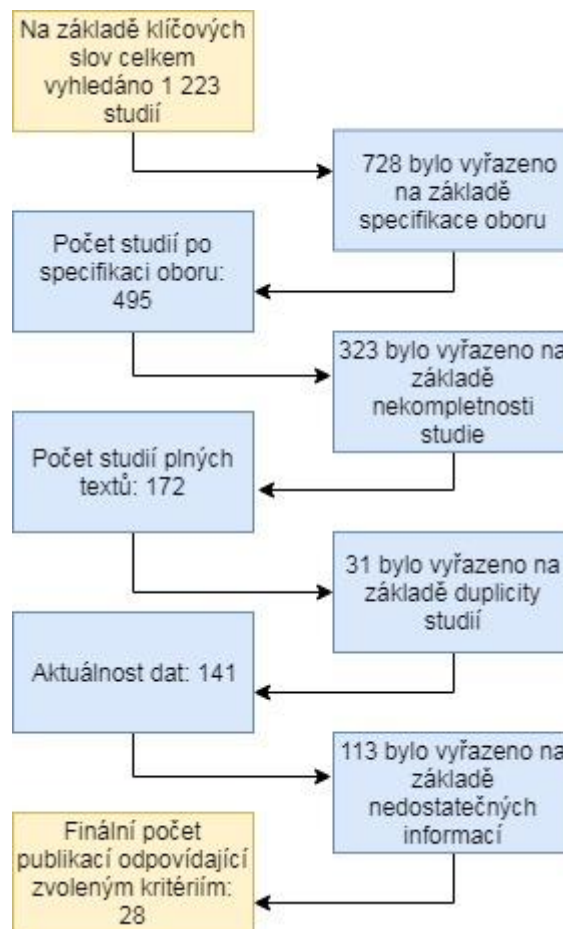 Na základě klíčových
slov celkem
vyhledáno 1 223
studií
728 bylo vyřazeno
na základě
specifikace oboru
Počet studií po
specifikaci oboru:
495
323 bylo vyřazeno na
základě
nekompletnosti
studie
Počet studií plných
textů: 172
31 bylo vyřazeno na
základě duplicity
studií
Aktuálnost dat: 141
113 bylo vyřazeno na
základě
nedostatečných
informací
Finální počet
publikací odpovídající
zvoleným kritériím:
28